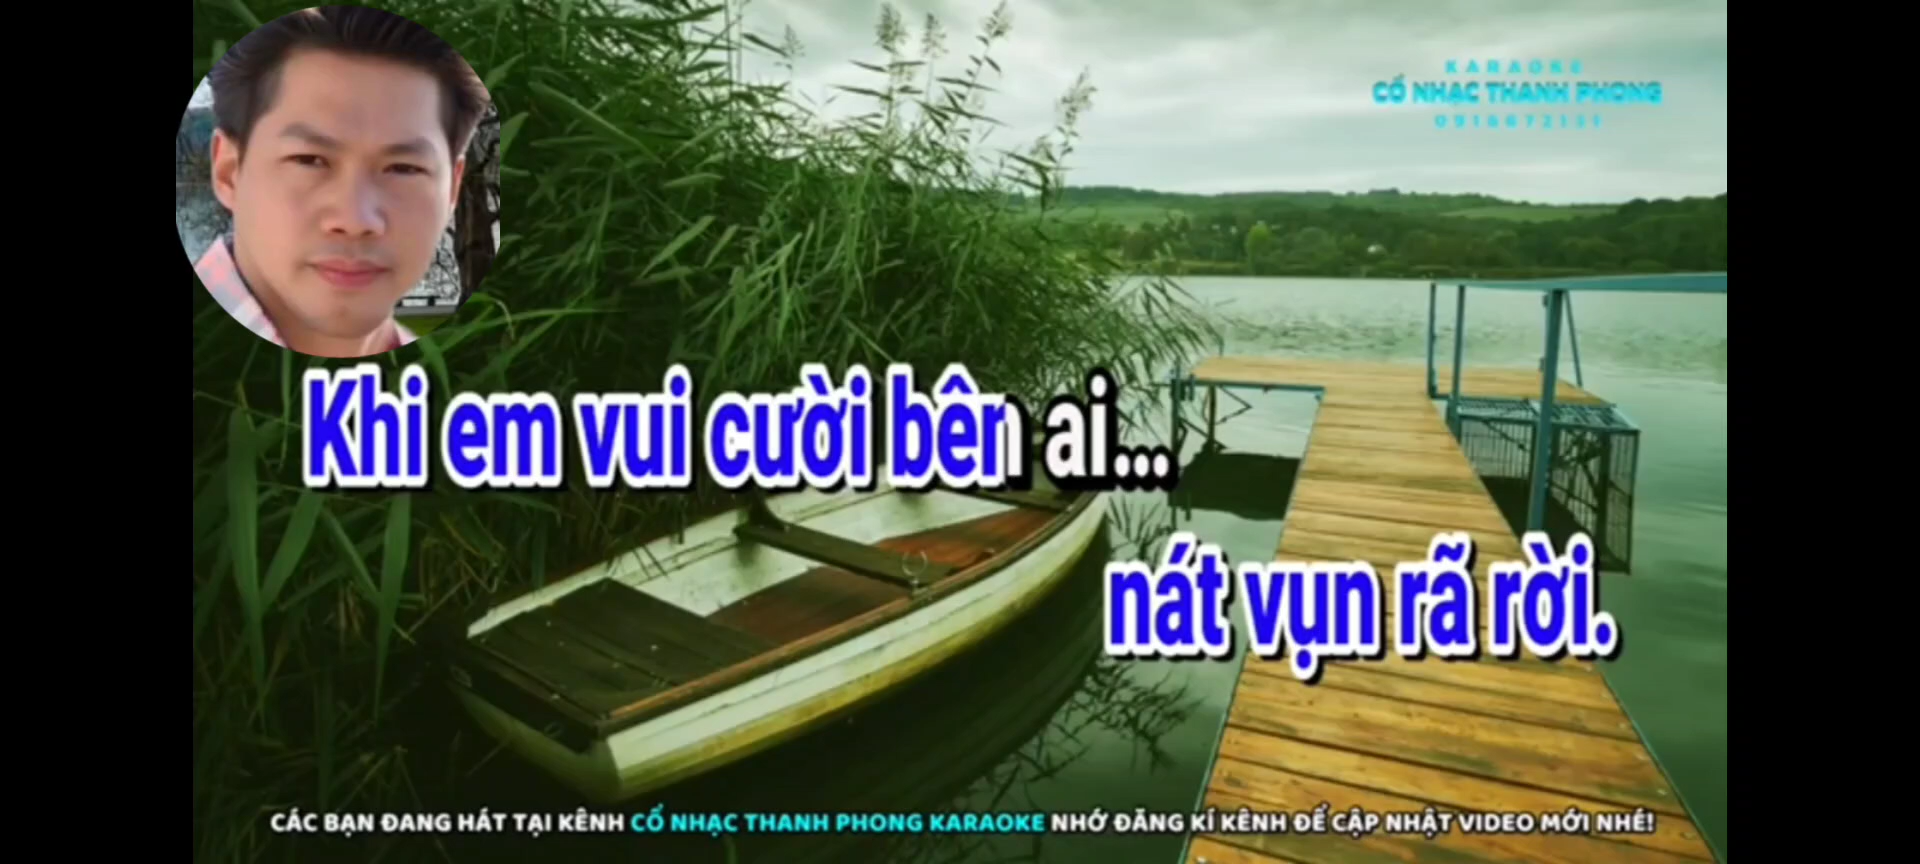 KARAOKE
CỔ NHẠC THANH PHONG
0916672151
Khi em vui cười bên ai...
nát vụn rã rời.
CÁC BẠN ĐANG HÁT TẠI KÊNH CỔ NHẠC THANH PHONG KARAOKE NHỚ ĐĂNG KÍ KÊNH ĐỂ CẬP NHẬT VIDEO MỚI NHÉ!